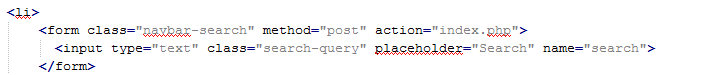 <li>
<form class="navbar-search" method="post" action="index.php">
<input type="text" class="search-query" placeholder="Search" name="search">
</form>